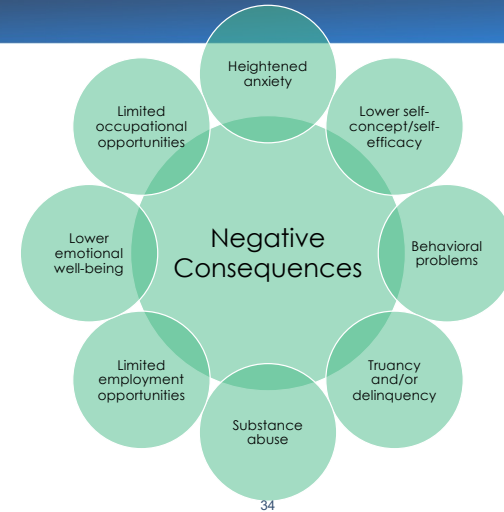 Heightened
anxiety
Lower self-
concept/self-
efficacy
Behavioral
problems
Truancy
and/or
delinquency
Substance
abuse
Limited
employment
opportunities
Lower
emotional
well-being
Limited
occupational
opportunities
Negative
Consequences
34